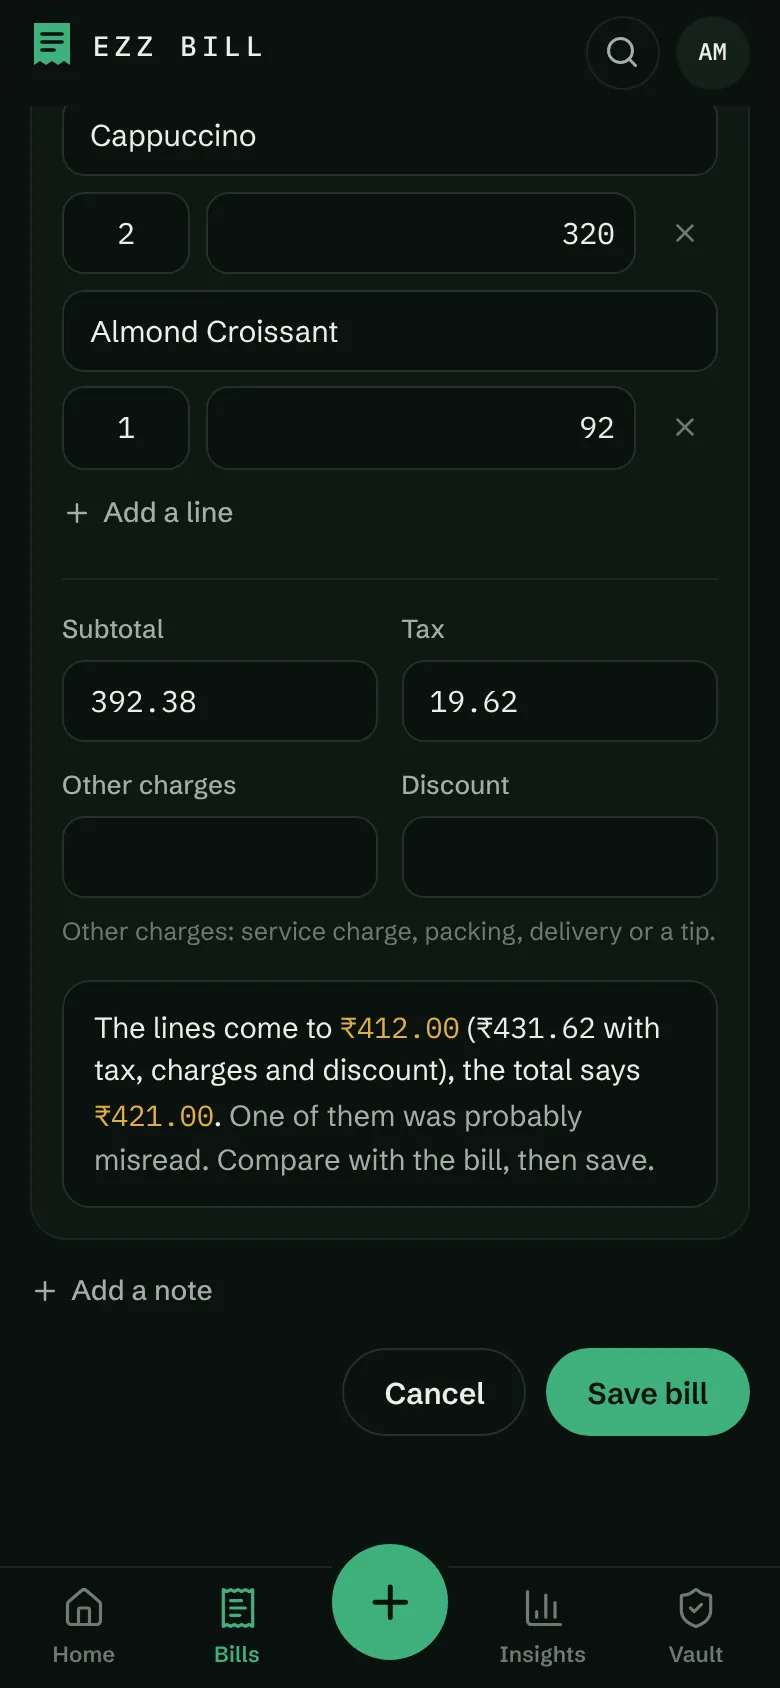 EZZ BILL
AM
Cappuccino
2 320
Almond Croissant
1 92
Add a line
Subtotal Tax
392.38 19.62
Other charges Discount
Other charges: service charge, packing, delivery or a tip.
The lines come to ₹412.00 (₹431.62 with
tax, charges and discount), the total says
₹421.00. One of them was probably
misread. Compare with the bill, then save.
Add a note
Cancel Save bill
Home Bills Insights Vault